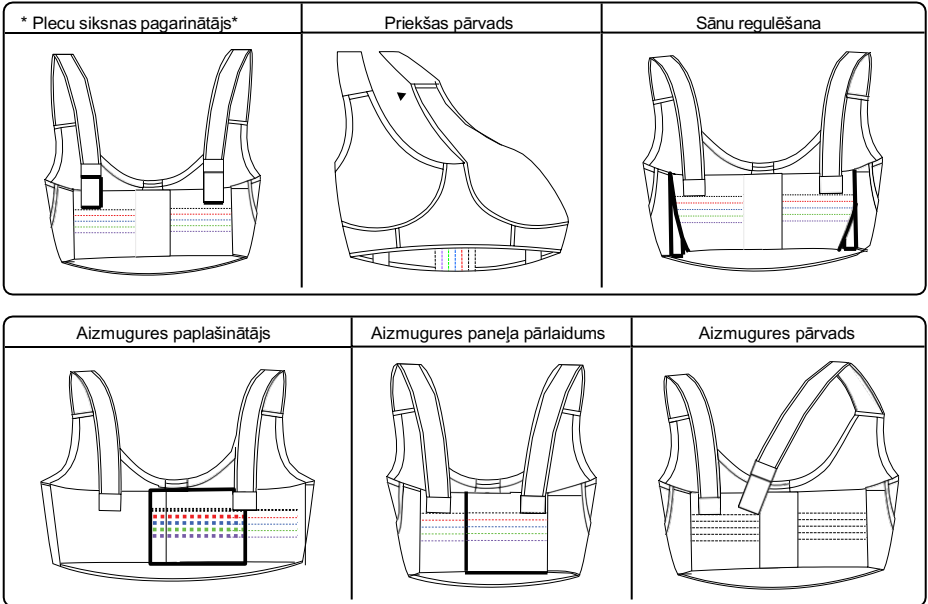 * Plecu siksnas pagarinātājs*
Priekšas pārvads
Sānu regulēšana
Aizmugures paplašinātājs
Aizmugures paneļa pārlaidums
Aizmugures pārvads